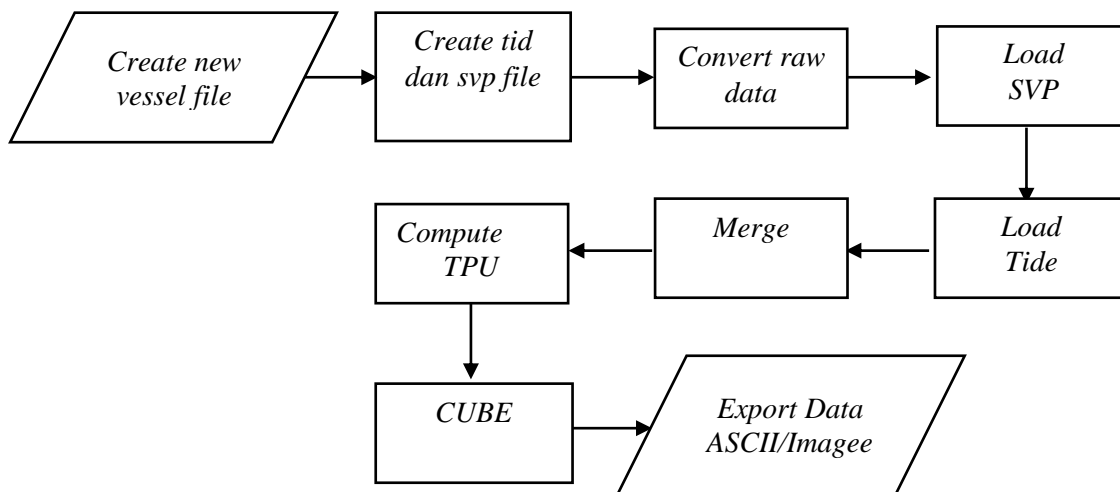 Create new
vessel file
Create tid
dan svp file
Convert raw
data
Load
SVP
Load
Tide
Merge
Compute
TPU
CUBE
Export Data
ASCII/Imagee